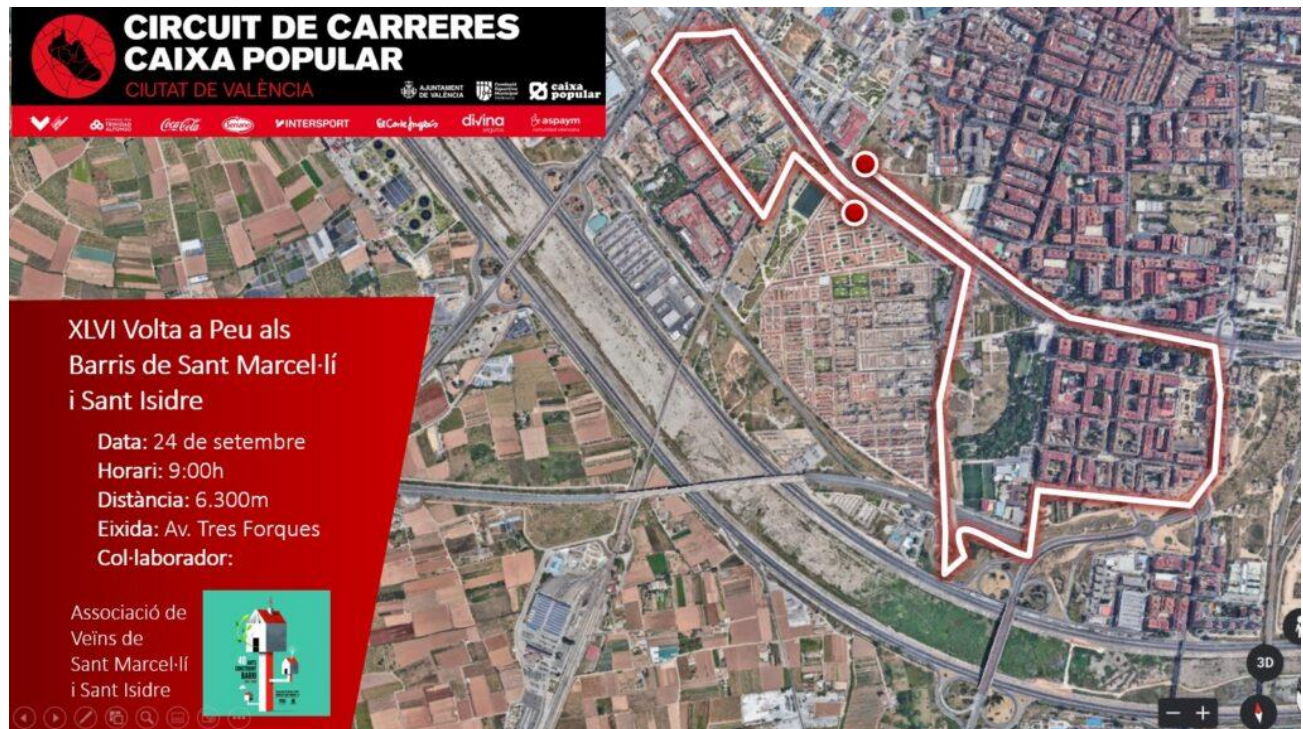 CIRCUIT DE CARRERES
CAIXA POPULAR
CIUTAT DE VALÈNCIA
AJUNTAMENT
DE VALÈNCIA
caixa
popular
Coca-Cola
INTERSPORT
El Corte Inglés
divina
seguros
aspaym
XLVI Volta a Peu als
Barris de Sant Marcel·lí
i Sant Isidre
Data: 24 de setembre
Horari: 9:00h
Distància: 6.300m
Eixida: Av. Tres Forques
Col·laborador:
Associació de
Veïns de
Sant Marcel·lí
i Sant Isidre
3D